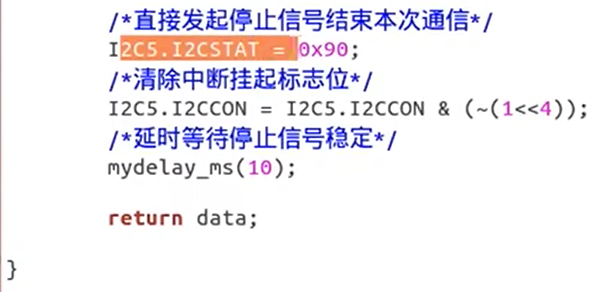 /*直接发起停止信号结束本次通信*/
I2C5.I2CSTAT = 0x90;
/*清除中断挂起标志位*/
I2C5.I2CCON = I2C5.I2CCON & (~(1<<4));
/*延时等待停止信号稳定*/
mydelay_ms(10);
return data;
}